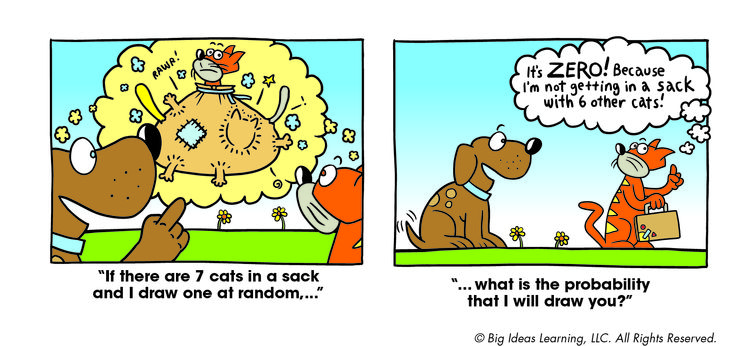 RAWR!
"If there are 7 cats in a sack
and I draw one at random,..."
It's ZERO! Because
I'm not getting in a sack
with 6 other cats!
"... what is the probability
that I will draw you?"
© Big Ideas Learning, LLC. All Rights Reserved.